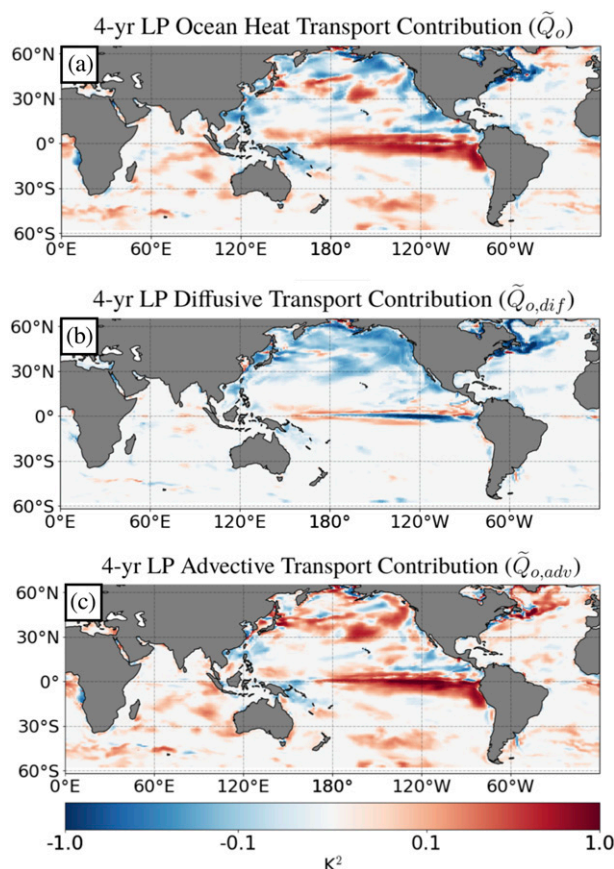 4-yr LP Ocean Heat Transport Contribution (Q̃ₒ)
(a)
60°N
30°N
0°
30°S
60°S
0°E 60°E 120°E 180°E 120°W 60°W
4-yr LP Diffusive Transport Contribution (Q̃ₒ,dif)
(b)
60°N
30°N
0°
30°S
60°S
0°E 60°E 120°E 180°E 120°W 60°W
4-yr LP Advective Transport Contribution (Q̃ₒ,adv)
(c)
60°N
30°N
0°
30°S
60°S
0°E 60°E 120°E 180°E 120°W 60°W
-1.0 -0.1 0.1 1.0
K²